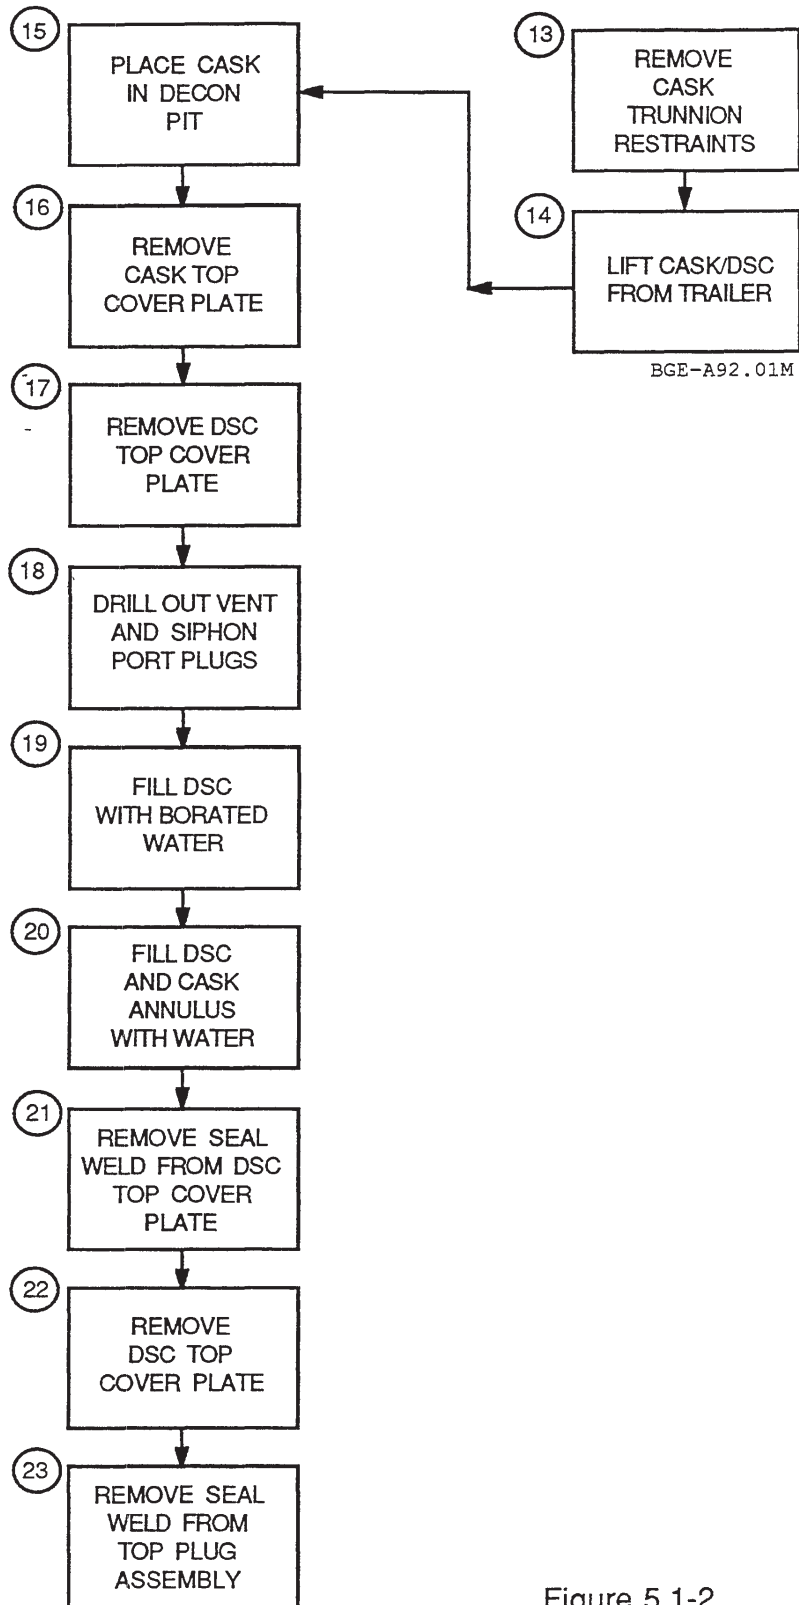 15
PLACE CASK
IN DECON
PIT
16
REMOVE
CASK TOP
COVER PLATE
17
REMOVE DSC
TOP COVER
PLATE
18
DRILL OUT VENT
AND SIPHON
PORT PLUGS
19
FILL DSC
WITH BORATED
WATER
20
FILL DSC
AND CASK
ANNULUS
WITH WATER
21
REMOVE SEAL
WELD FROM DSC
TOP COVER
PLATE
22
REMOVE
DSC TOP
COVER PLATE
23
REMOVE SEAL
WELD FROM
TOP PLUG
ASSEMBLY
13
REMOVE
CASK
TRUNNION
RESTRAINTS
14
LIFT CASK/DSC
FROM TRAILER
BGE-A92.01M
Figure 5.1-2